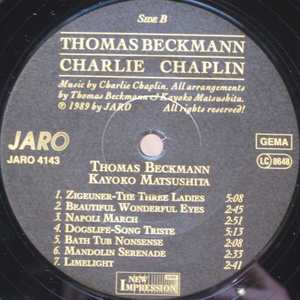 SIDE B
THOMAS BECKMANN
CHARLIE CHAPLIN
Music by Charlie Chaplin. All arrangements
by Thomas Beckmann & Kayoko Matsushita.
℗ 1989 by JARO All rights reserved!
JARO
JARO 4143
GEMA
LC 8648
THOMAS BECKMANN
KAYOKO MATSUSHITA
1. ZIGEUNER-THE THREE LADIES 5:08
2. BEAUTIFUL WONDERFUL EYES 2:45
3. NAPOLI MARCH 2:51
4. DOGSLIFE-SONG TRISTE 5:13
5. BATH TUB NONSENSE 2:08
6. MANDOLIN SERENADE 2:33
7. LIMELIGHT 2:41
NEW
IMPRESSION